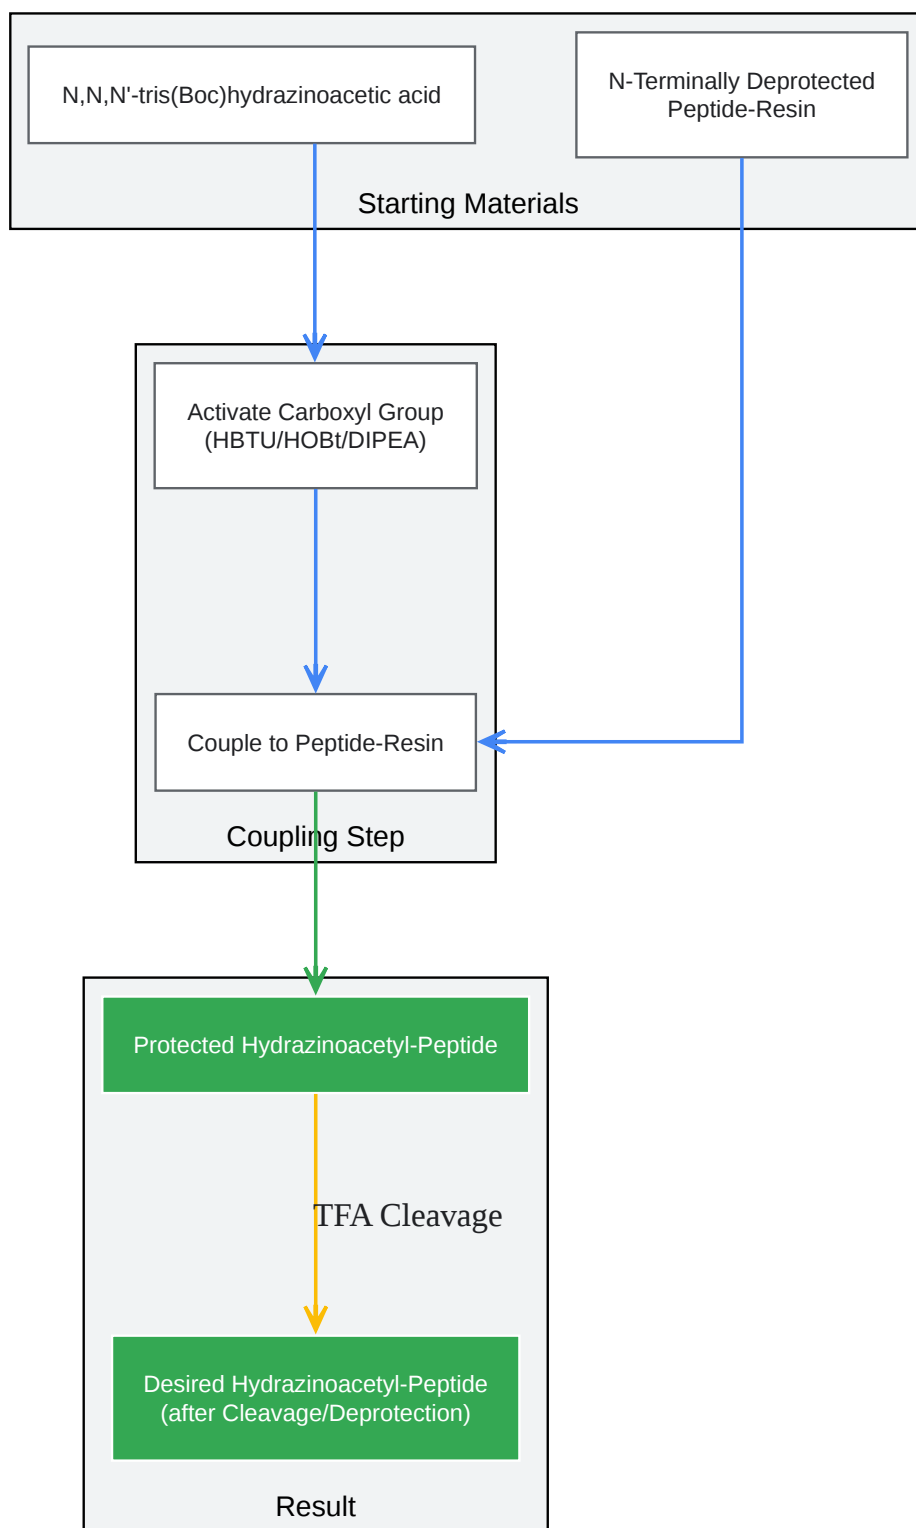 N,N,N'-tris(Boc)hydrazinoacetic acid
N-Terminally Deprotected
Peptide-Resin
Starting Materials
Activate Carboxyl Group
(HBTU/HOBt/DIPEA)
Couple to Peptide-Resin
Coupling Step
Protected Hydrazinoacetyl-Peptide
TFA Cleavage
Desired Hydrazinoacetyl-Peptide
(after Cleavage/Deprotection)
Result